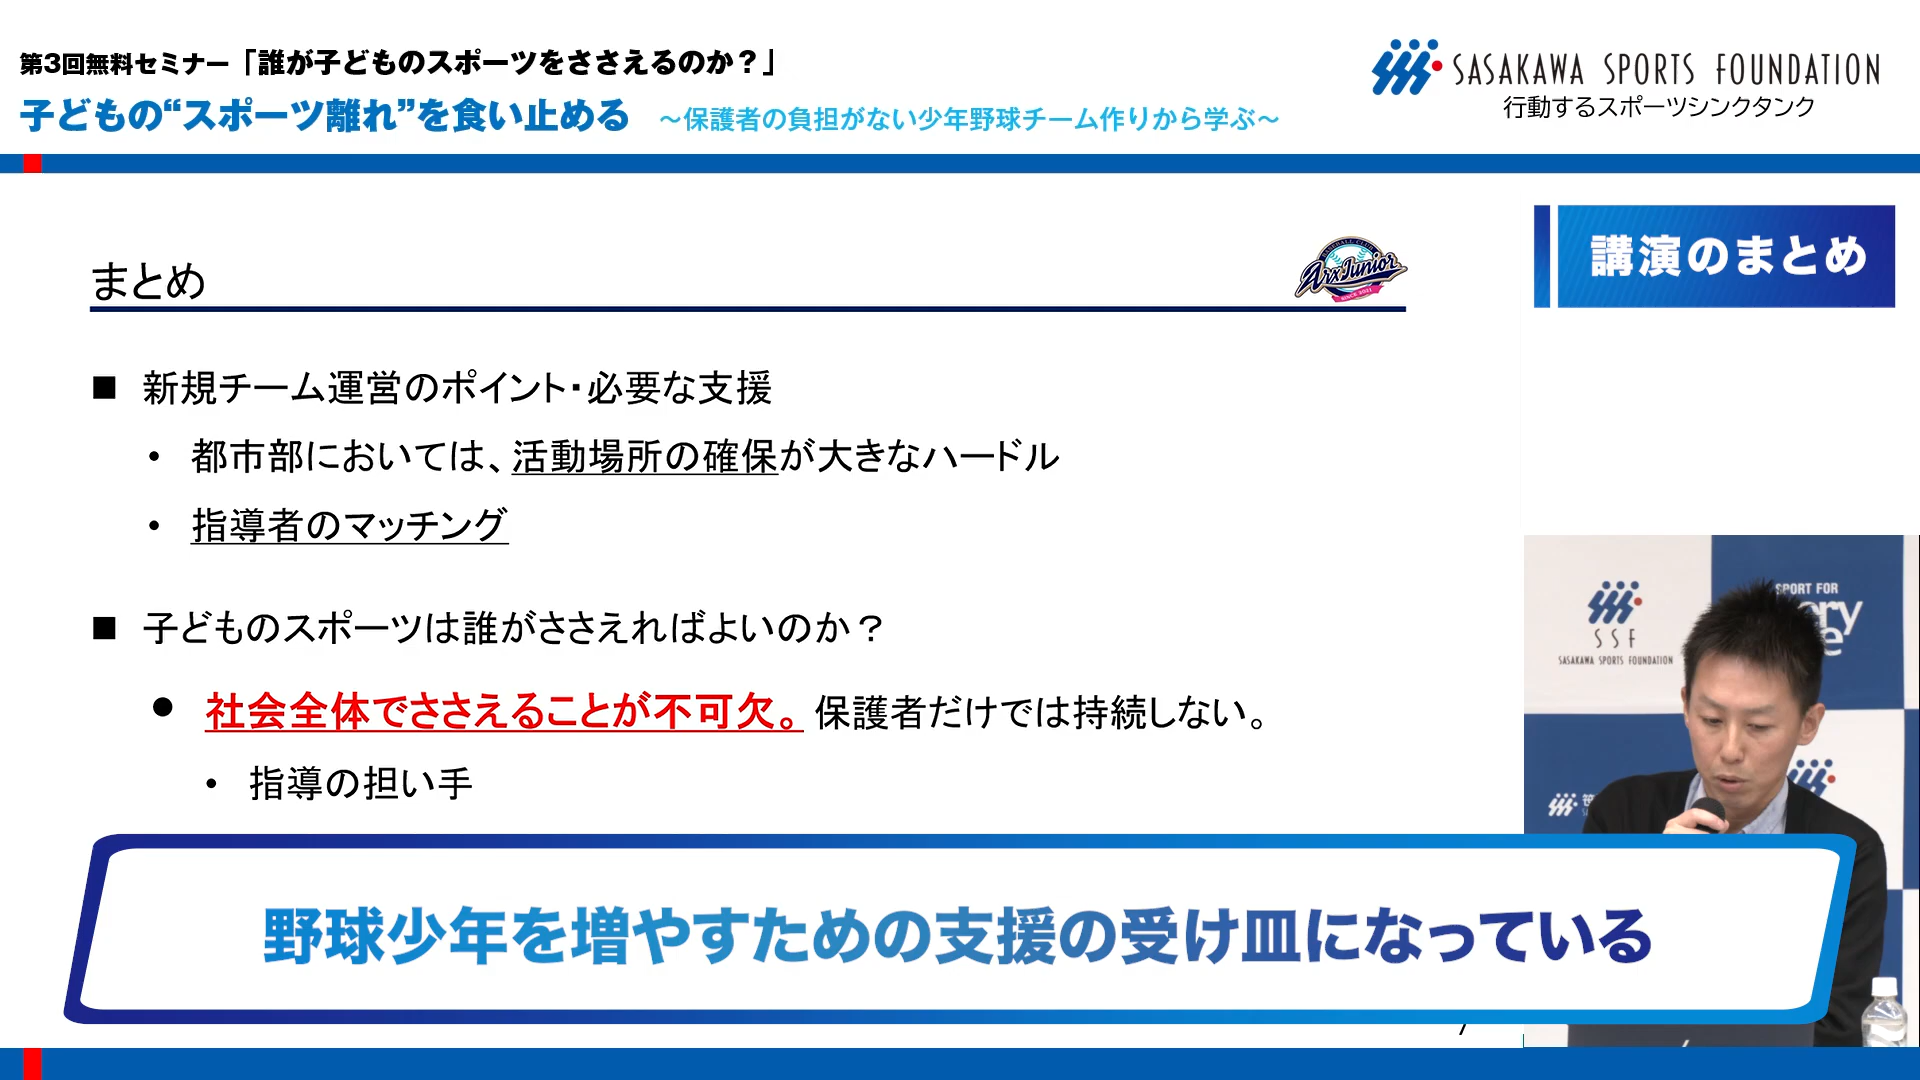 第3回無料セミナー「誰が子どものスポーツをささえるのか？」
子どもの“スポーツ離れ”を食い止める ～保護者の負担がない少年野球チーム作りから学ぶ～
SASAKAWA SPORTS FOUNDATION
行動するスポーツシンクタンク
講演のまとめ
まとめ
BASEBALL CLUB
Arx Junior
SINCE 2021
■ 新規チーム運営のポイント・必要な支援
• 都市部においては、活動場所の確保が大きなハードル
• 指導者のマッチング
■ 子どものスポーツは誰がささえればよいのか？
● 社会全体でささえることが不可欠。保護者だけでは持続しない。
• 指導の担い手
SSF
SASAKAWA SPORTS FOUNDATION
SPORT FOR
野球少年を増やすための支援の受け皿になっている